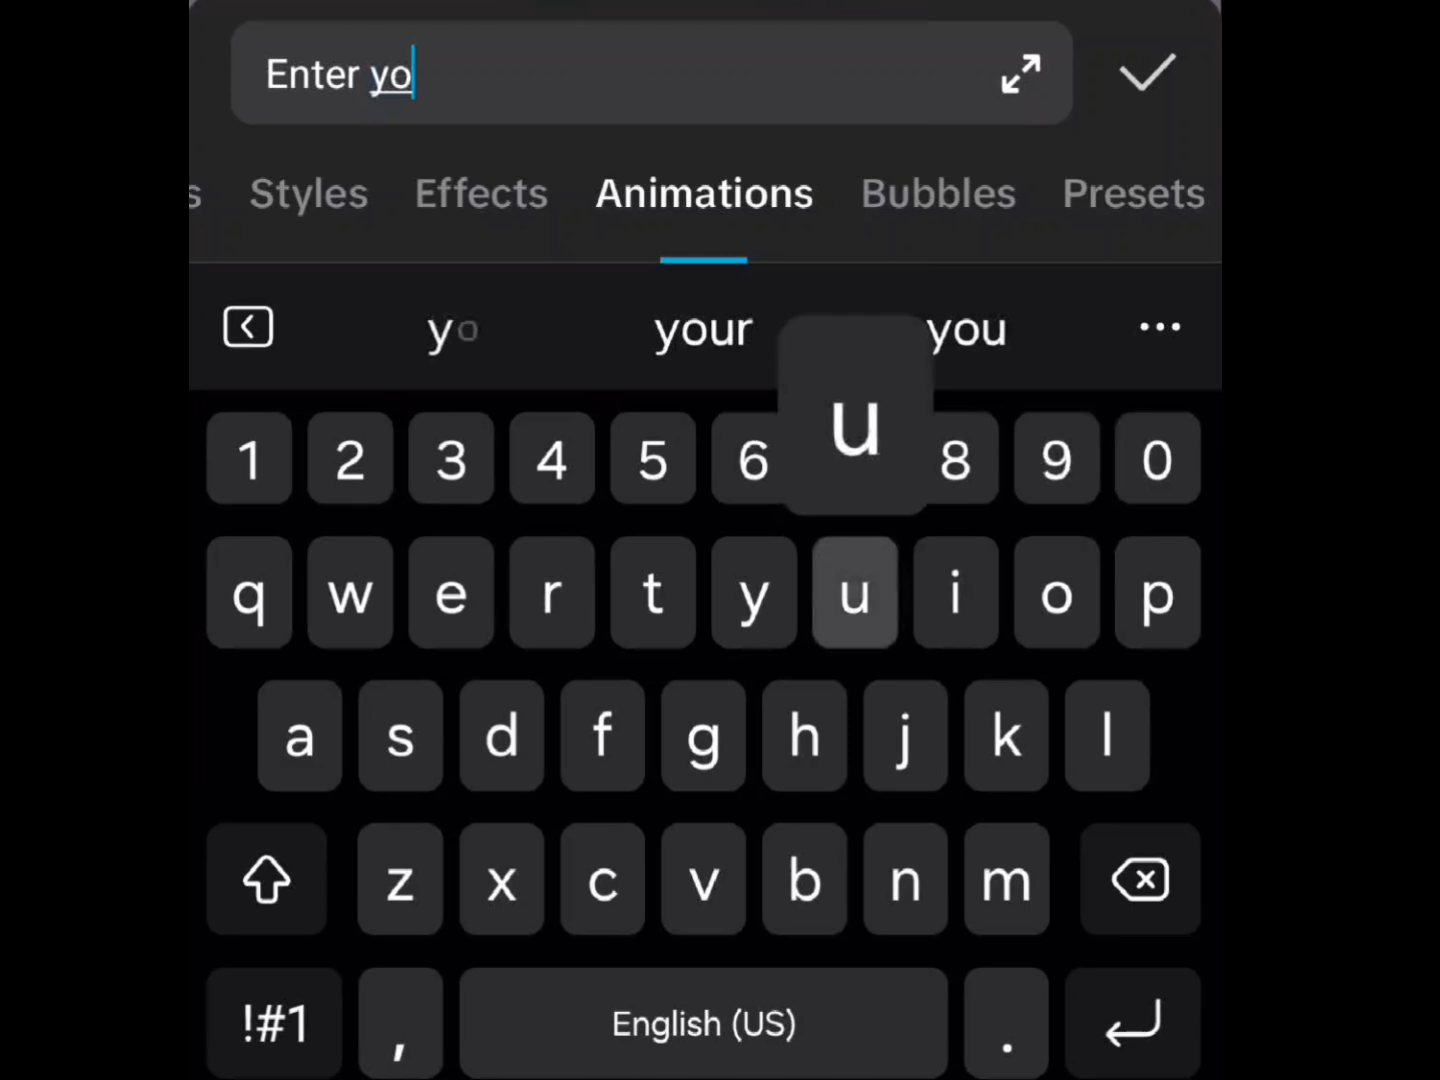 Enter yo
s Styles Effects Animations Bubbles Presets
yo your you
u
1 2 3 4 5 6 8 9 0
q w e r t y u i o p
a s d f g h j k l
z x c v b n m
!#1 , English (US) .